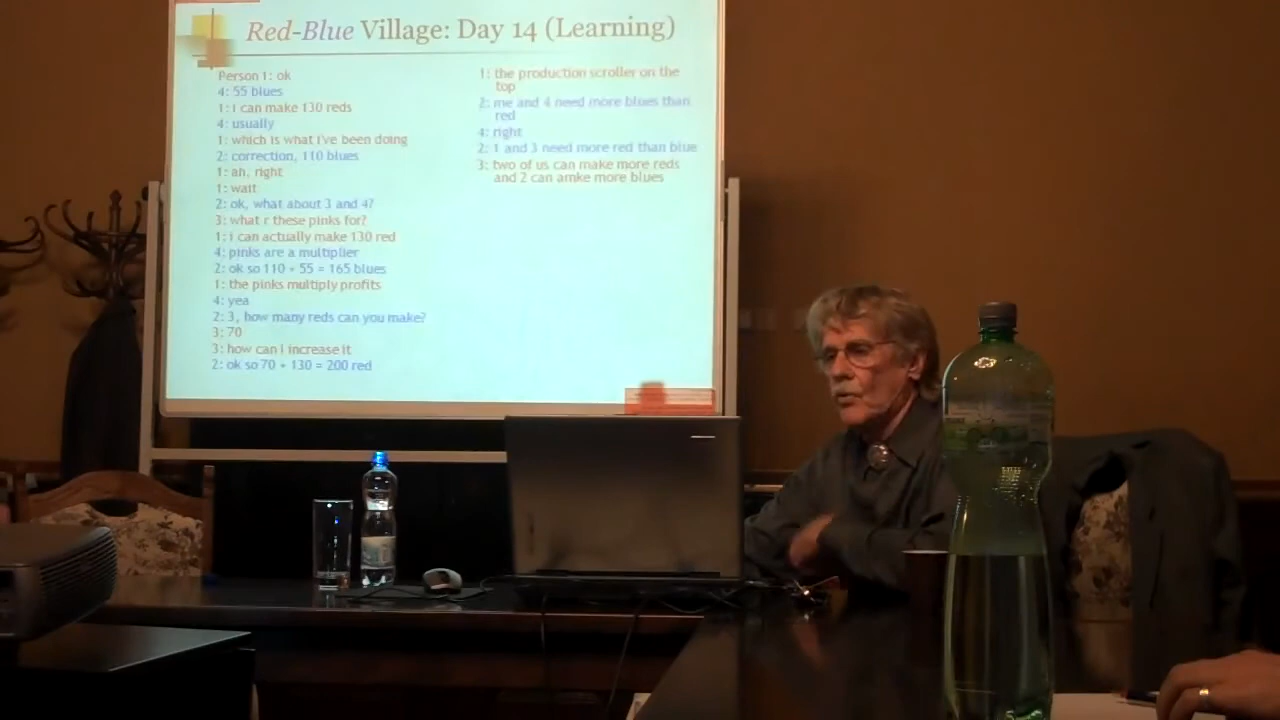 Red-Blue Village: Day 14 (Learning)
Person 1: ok
4: 55 blues
1: i can make 130 reds
4: usually
1: which is what i've been doing
2: correction, 110 blues
1: ah, right
1: wait
2: ok, what about 3 and 4?
3: what r these pinks for?
1: i can actually make 130 red
4: pinks are a multiplier
2: ok so 110 + 55 = 165 blues
1: the pinks multiply profits
4: yea
2: 3, how many reds can you make?
3: 70
3: how can I increase it
2: ok so 70 + 130 = 200 red
1: the production scroller on the
top
2: me and 4 need more blues than
red
4: right
2: 1 and 3 need more red than blue
3: two of us can make more reds
and 2 can amke more blues